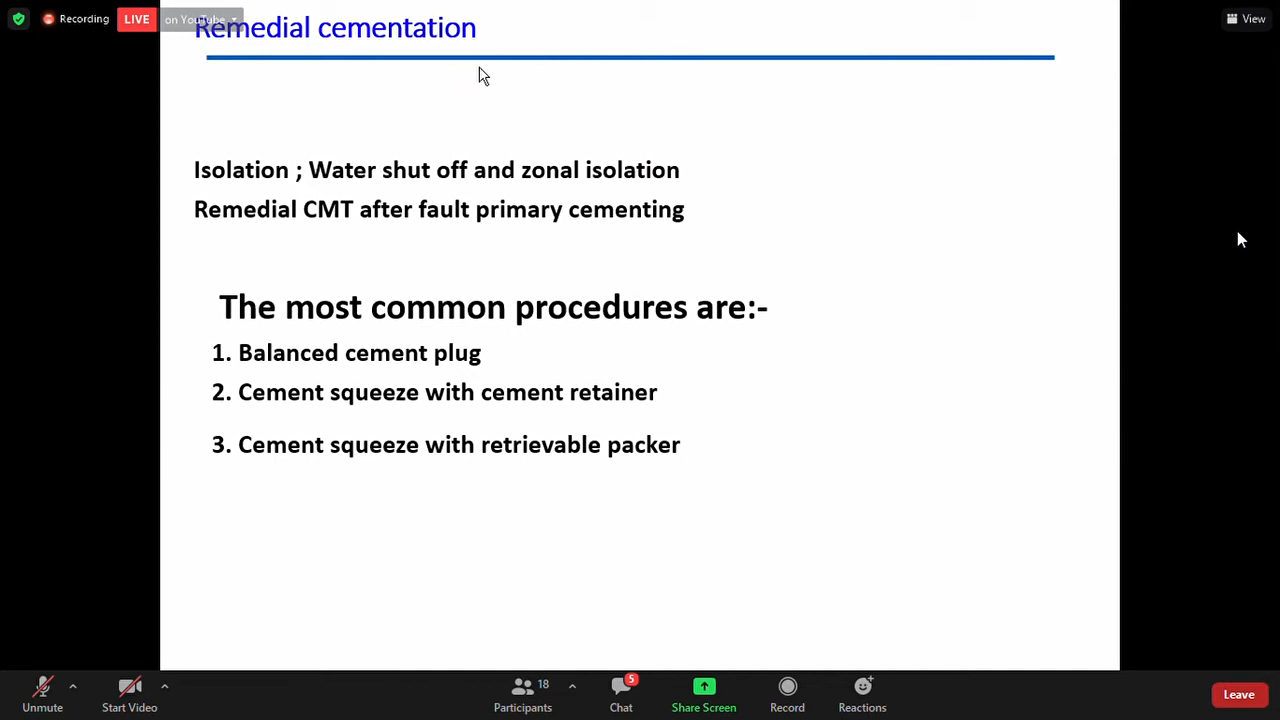 Recording
LIVE
on YouTube
View
Remedial cementation
Isolation ; Water shut off and zonal isolation
Remedial CMT after fault primary cementing
The most common procedures are:-
1. Balanced cement plug
2. Cement squeeze with cement retainer
3. Cement squeeze with retrievable packer
Unmute
Start Video
18
Participants
5
Chat
Share Screen
Record
Reactions
Leave